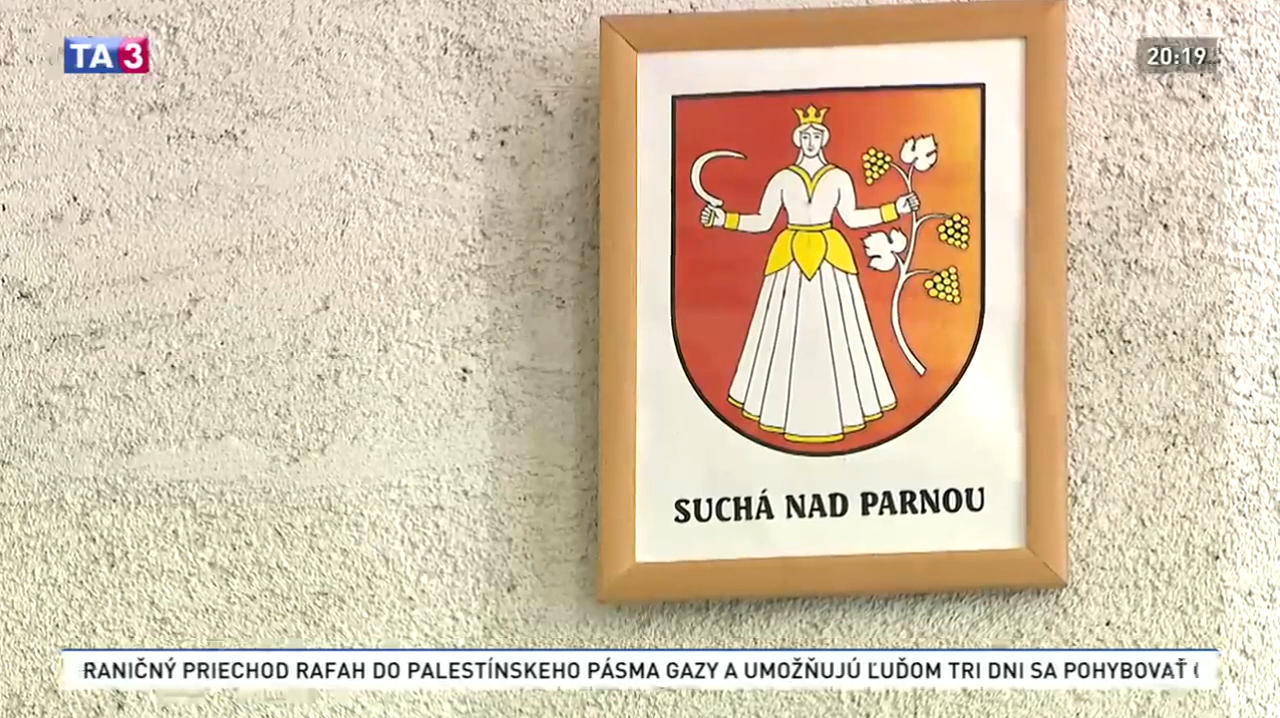 TA3
20:19
SUCHÁ NAD PARNOU
RANIČNÝ PRIECHOD RAFAH DO PALESTÍNSKEHO PÁSMA GAZY A UMOŽŇUJÚ ĽUĎOM TRI DNI SA POHYBOVAŤ